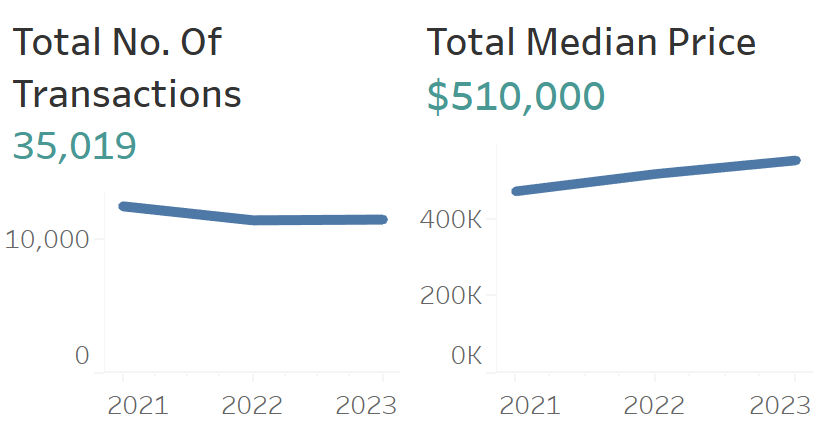 Total No. Of
Transactions
35,019
10,000
0
2021 2022 2023
Total Median Price
$510,000
400K
200K
0K
2021 2022 2023